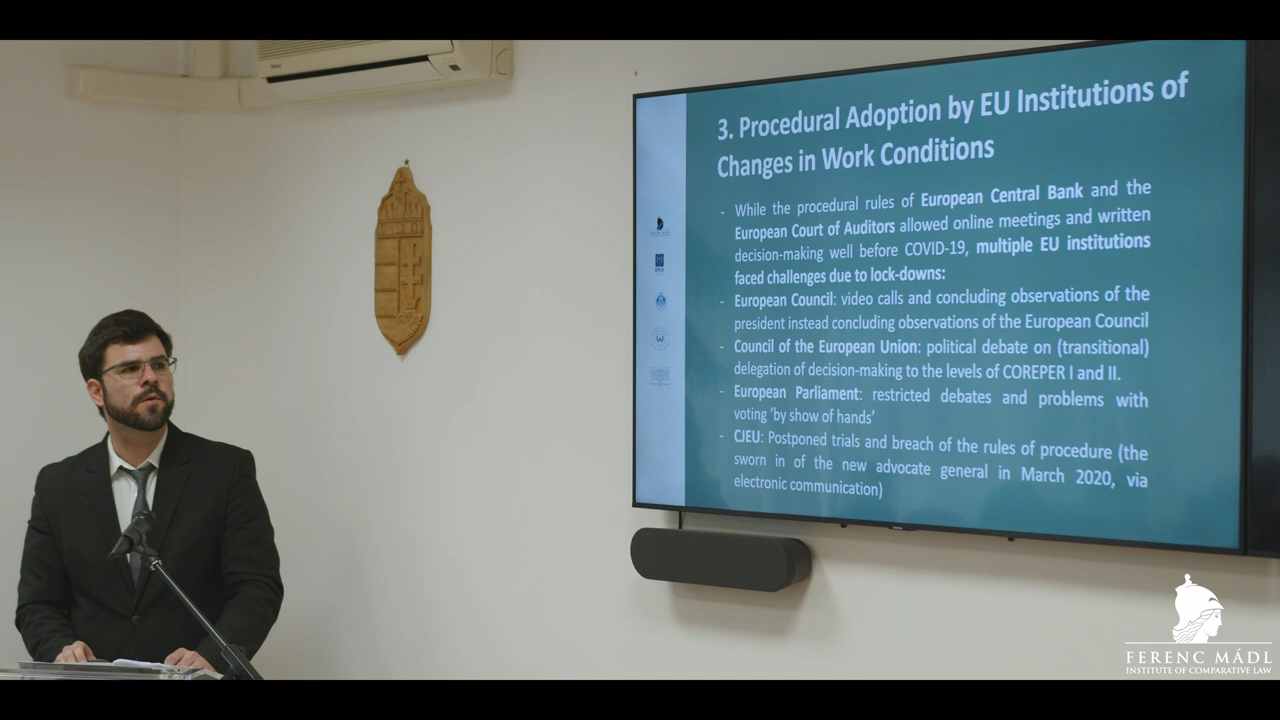 3. Procedural Adoption by EU Institutions of
Changes in Work Conditions
- While the procedural rules of European Central Bank and the
European Court of Auditors allowed online meetings and written
decision-making well before COVID-19, multiple EU institutions
faced challenges due to lock-downs:
- European Council: video calls and concluding observations of the
president instead concluding observations of the European Council
- Council of the European Union: political debate on (transitional)
delegation of decision-making to the levels of COREPER I and II.
- European Parliament: restricted debates and problems with
voting ‘by show of hands’
- CJEU: Postponed trials and breach of the rules of procedure (the
sworn in of the new advocate general in March 2020, via
electronic communication)
FERENC MÁDL
INSTITUTE OF COMPARATIVE LAW